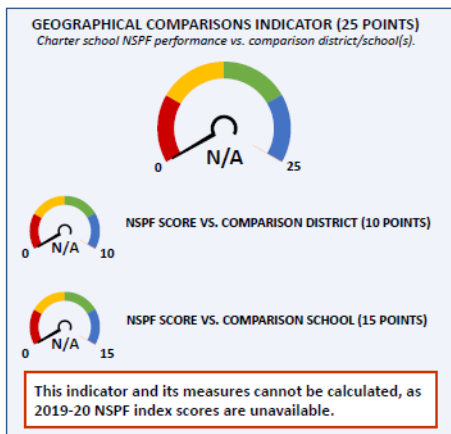 GEOGRAPHICAL COMPARISONS INDICATOR (25 POINTS)
Charter school NSPF performance vs. comparison district/school(s).
N/A
0 25
NSPF SCORE VS. COMPARISON DISTRICT (10 POINTS)
N/A
0 10
NSPF SCORE VS. COMPARISON SCHOOL (15 POINTS)
N/A
0 15
This indicator and its measures cannot be calculated, as
2019-20 NSPF index scores are unavailable.